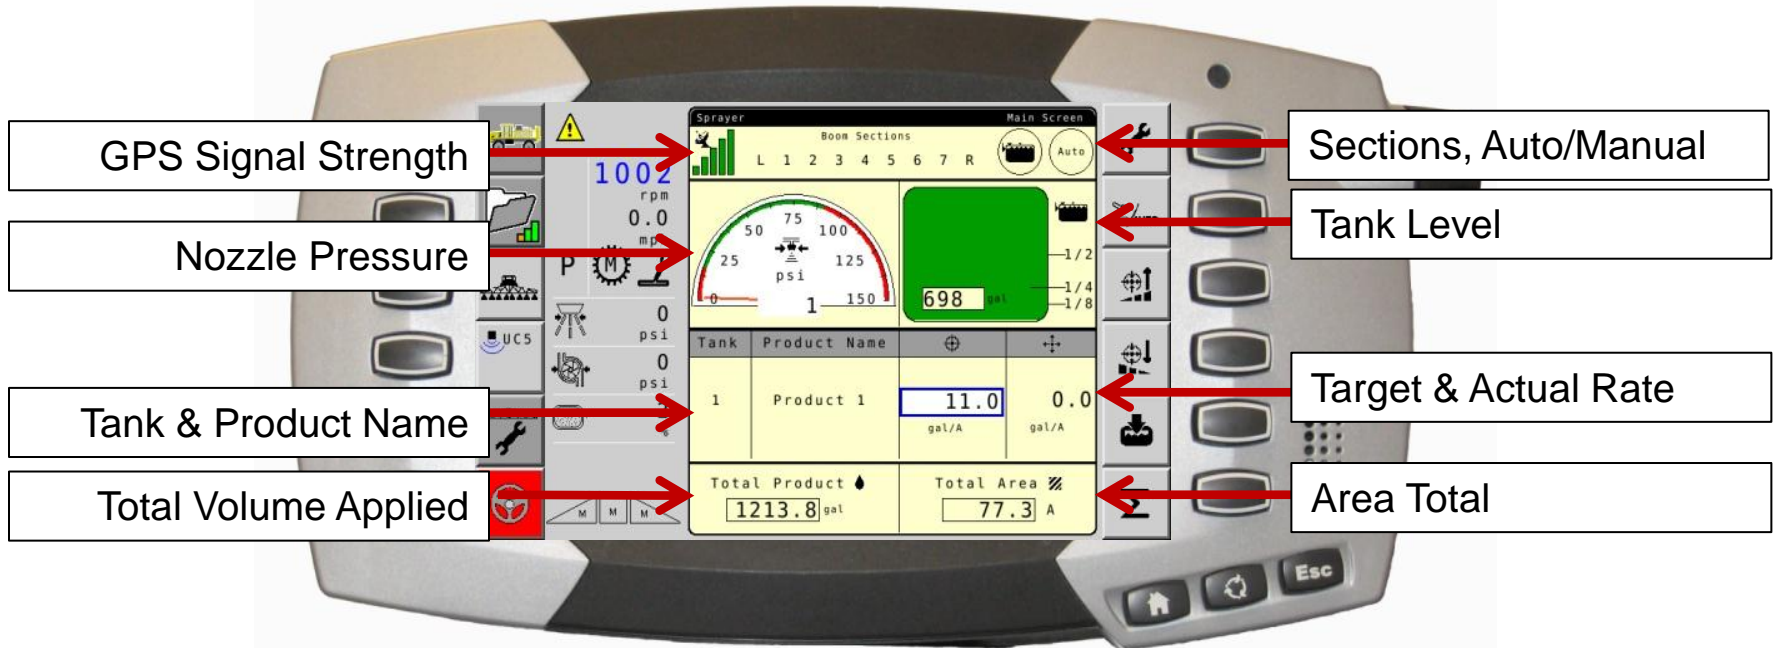 GPS Signal Strength
Nozzle Pressure
Tank & Product Name
Total Volume Applied
UC5
1002
rpm
0.0
P
M
0
psi
0
psi
M M M
Sprayer Main Screen
Boom Sections
L 1 2 3 4 5 6 7 R
Auto
0 25 50 75 100 125 150
psi
1
698 gal
1/2
1/4
1/8
Tank Product Name
1 Product 1 11.0 0.0
gal/A gal/A
Total Product Total Area
1213.8 gal 77.3 A
Sections, Auto/Manual
Tank Level
Target & Actual Rate
Area Total
Esc